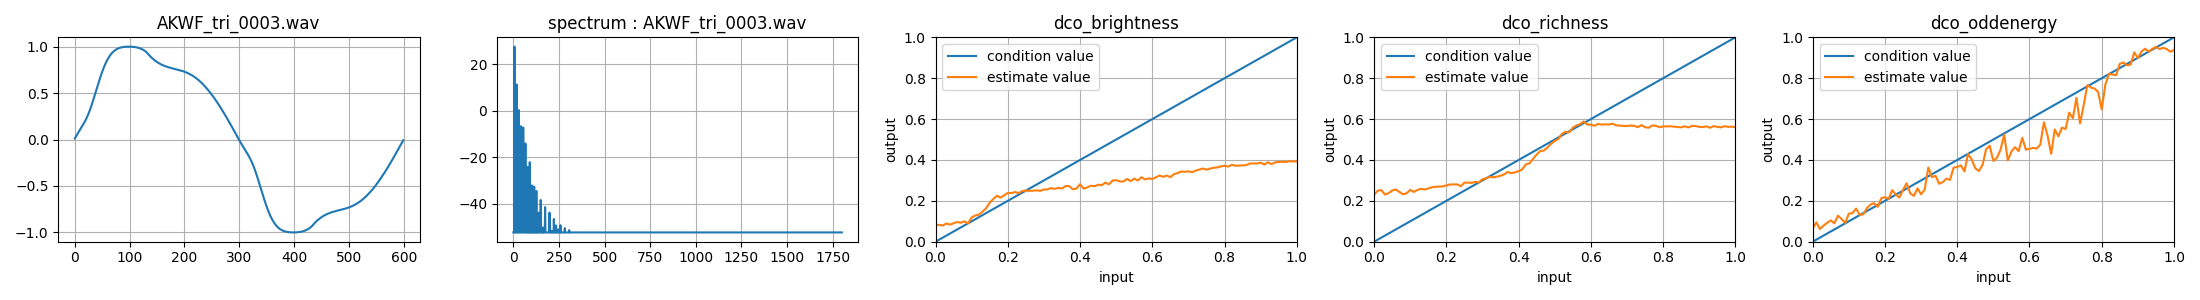 AKWF_tri_0003.wav
1.0
0.5
0.0
−0.5
−1.0
0 100 200 300 400 500 600
spectrum : AKWF_tri_0003.wav
20
0
−20
−40
0 250 500 750 1000 1250 1500 1750
dco_brightness
condition value
estimate value
output
1.0
0.8
0.6
0.4
0.2
0.0
0.0 0.2 0.4 0.6 0.8 1.0
input
dco_richness
condition value
estimate value
output
1.0
0.8
0.6
0.4
0.2
0.0
0.0 0.2 0.4 0.6 0.8 1.0
input
dco_oddenergy
condition value
estimate value
output
1.0
0.8
0.6
0.4
0.2
0.0
0.0 0.2 0.4 0.6 0.8 1.0
input